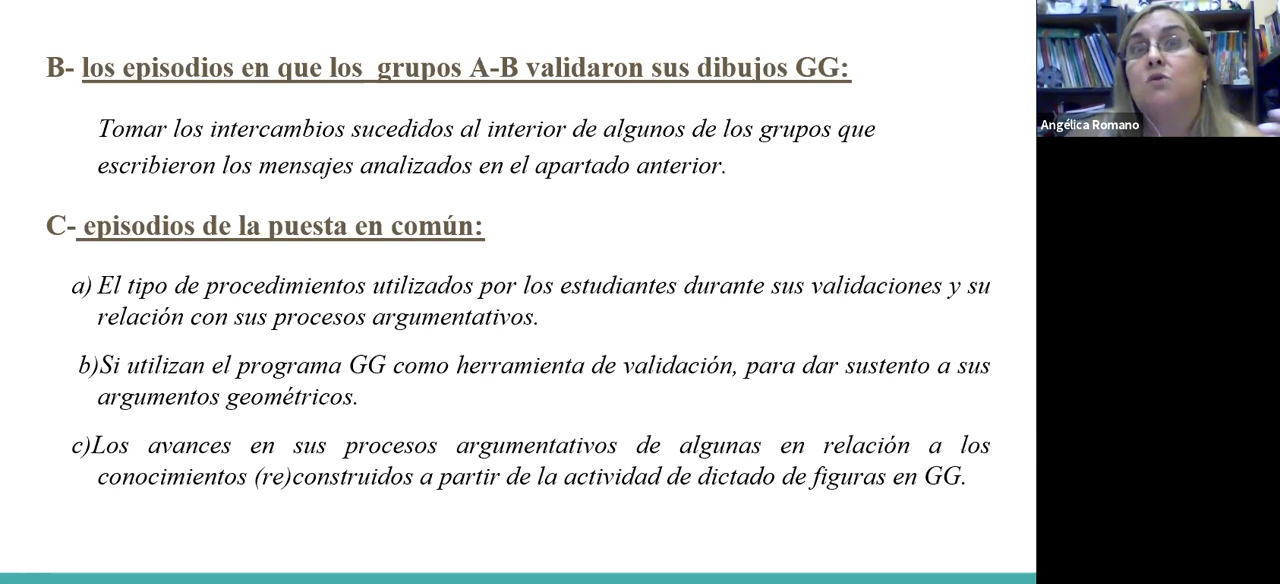 B- los episodios en que los grupos A-B validaron sus dibujos GG:
Tomar los intercambios sucedidos al interior de algunos de los grupos que
escribieron los mensajes analizados en el apartado anterior.
C- episodios de la puesta en común:
a) El tipo de procedimientos utilizados por los estudiantes durante sus validaciones y su
relación con sus procesos argumentativos.
b)Si utilizan el programa GG como herramienta de validación, para dar sustento a sus
argumentos geométricos.
c)Los avances en sus procesos argumentativos de algunas en relación a los
conocimientos (re)construidos a partir de la actividad de dictado de figuras en GG.
Angélica Romano